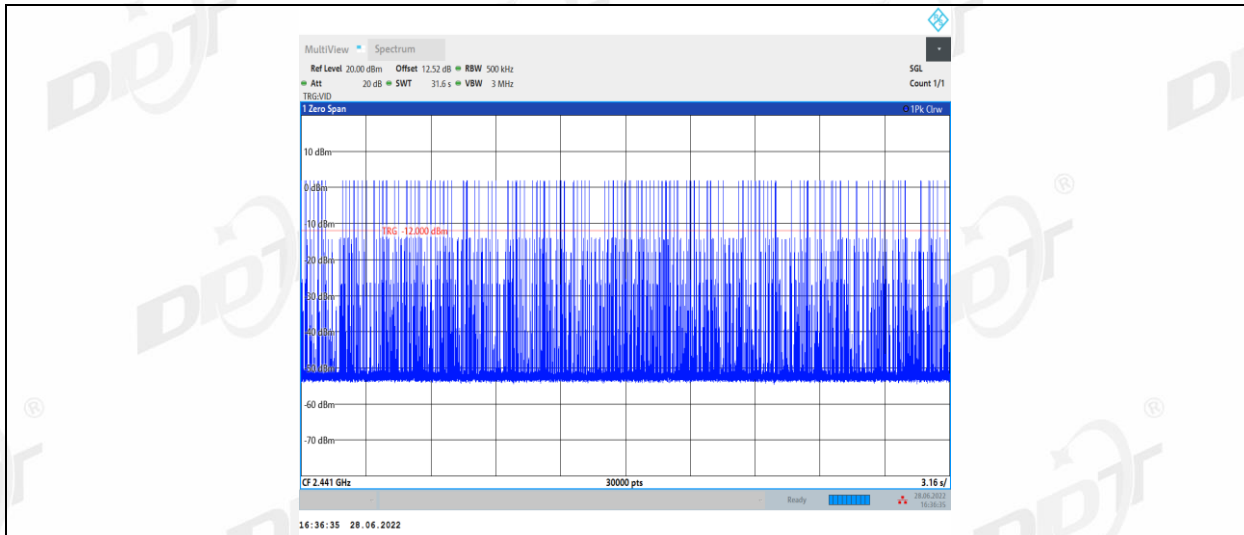 MultiView Spectrum
Ref Level 20.00 dBm Offset 12.52 dB RBW 500 kHz SGL
Att 20 dB SWT 31.6 s VBW 3 MHz Count 1/1
TRG:VID
1 Zero Span 1Pk Clrw
10 dBm
0 dBm
-10 dBm
TRG -12.000 dBm
-20 dBm
-30 dBm
-40 dBm
-60 dBm
-70 dBm
CF 2.441 GHz 30000 pts 3.16 s/
Ready 28.06.2022
16:36:35
16:36:35 28.06.2022
DDT
®